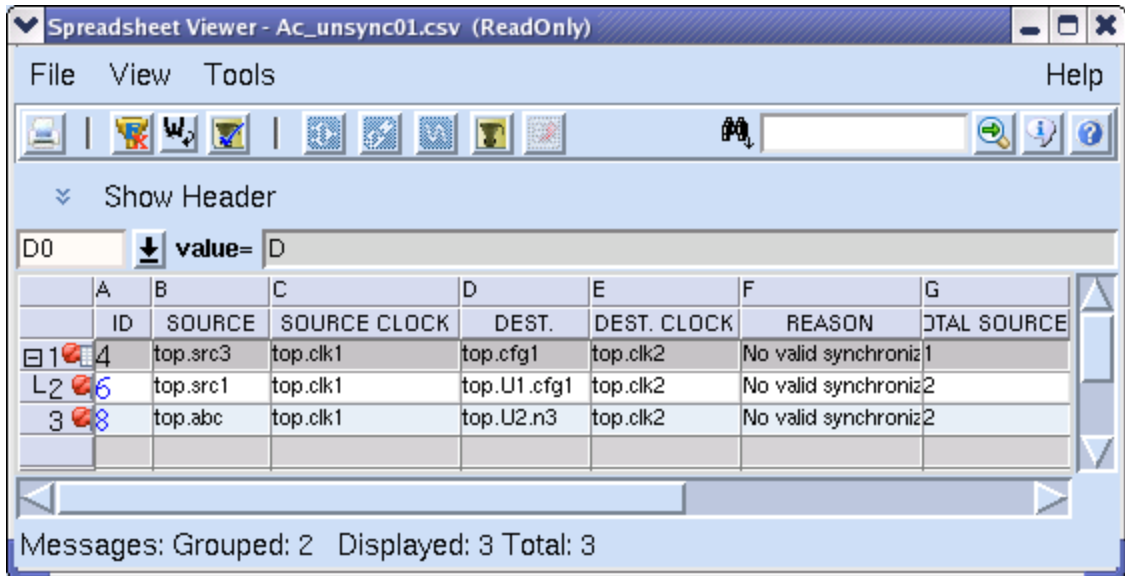 Spreadsheet Viewer - Ac_unsync01.csv (ReadOnly)
File View Tools Help
Show Header
D0 value= D
A B C D E F G
ID SOURCE SOURCE CLOCK DEST. DEST. CLOCK REASON OTAL SOURCE
1 4 top.src3 top.clk1 top.cfg1 top.clk2 No valid synchroniz 1
2 6 top.src1 top.clk1 top.U1.cfg1 top.clk2 No valid synchroniz 2
3 8 top.abc top.clk1 top.U2.n3 top.clk2 No valid synchroniz 2
Messages: Grouped: 2 Displayed: 3 Total: 3